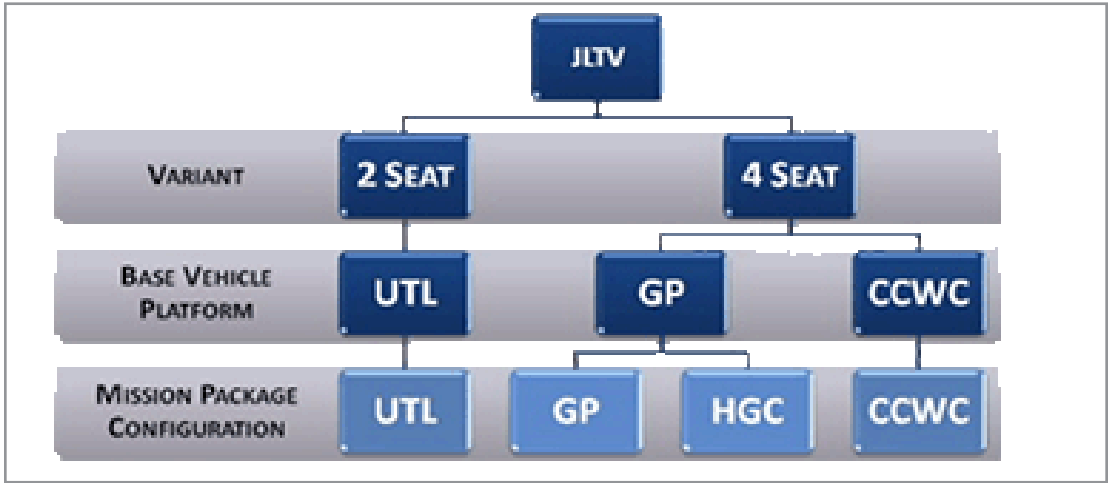 JLTV
VARIANT
2 SEAT
4 SEAT
BASE VEHICLE
PLATFORM
UTL
GP
CCWC
MISSION PACKAGE
CONFIGURATION
UTL
GP
HGC
CCWC